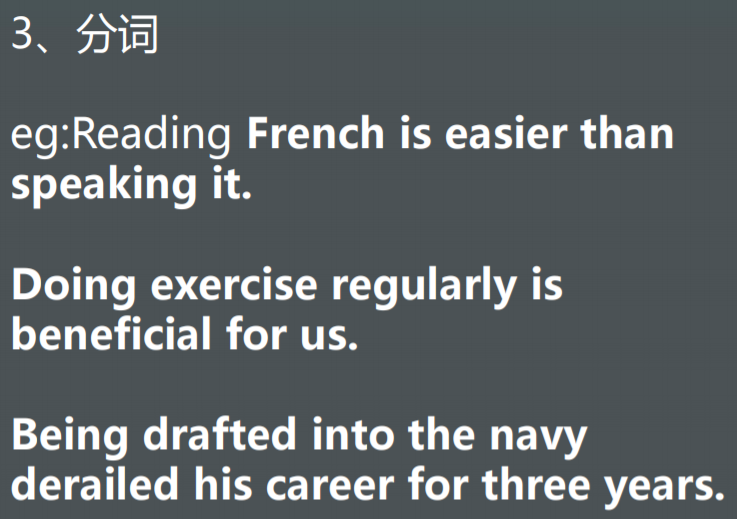 3、分词
eg:Reading French is easier than
speaking it.
Doing exercise regularly is
beneficial for us.
Being drafted into the navy
derailed his career for three years.